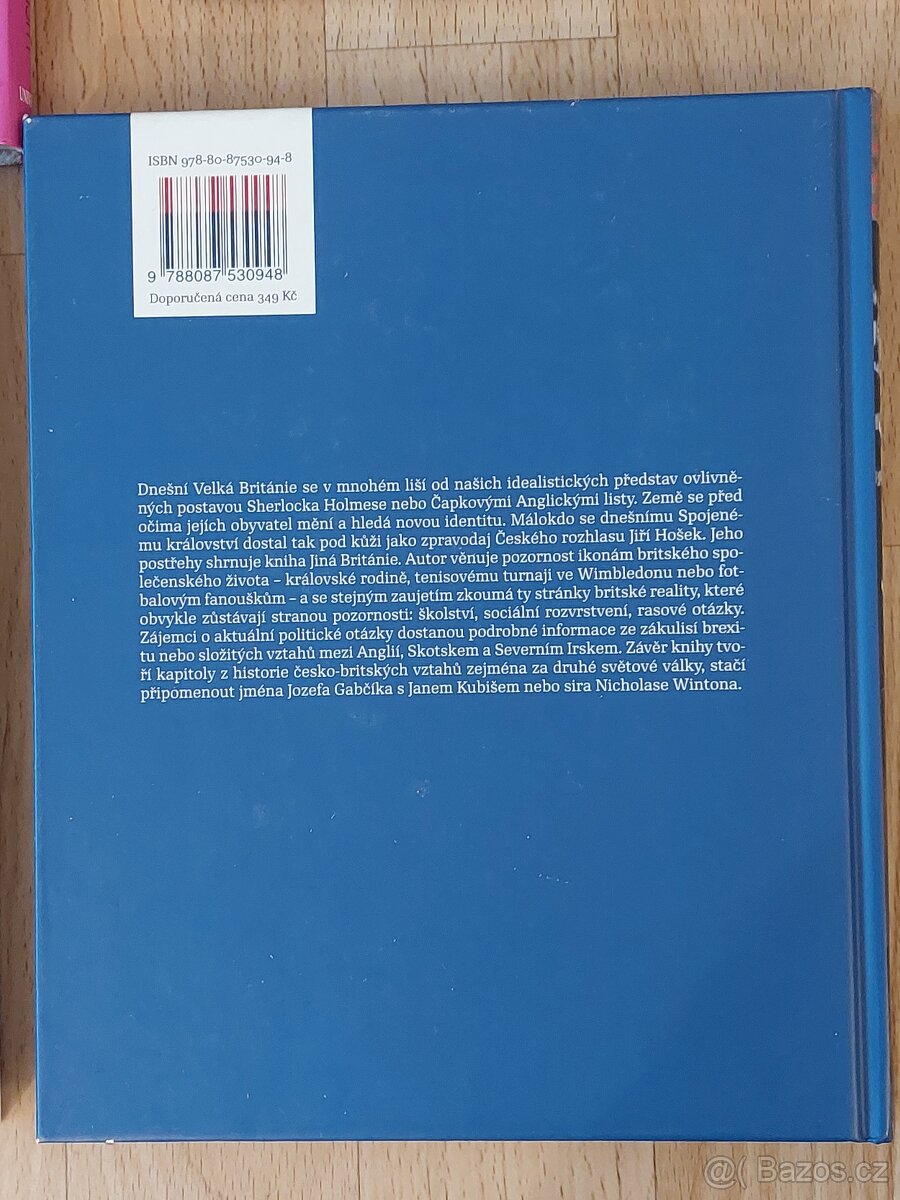 ISBN 978-80-87530-94-8
9 788087 530948
Doporučená cena 349 Kč
Dnešní Velká Británie se v mnohém liší od našich idealistických představ ovlivně-
ných postavou Sherlocka Holmese nebo Čapkovými Anglickými listy. Země se před
očima jejích obyvatel mění a hledá novou identitu. Málokdo se dnešnímu Spojené-
mu království dostal tak pod kůži jako zpravodaj Českého rozhlasu Jiří Hošek. Jeho
postřehy shrnuje kniha Jiná Británie. Autor věnuje pozornost ikonám britského spo-
lečenského života – královské rodině, tenisovému turnaji ve Wimbledonu nebo fot-
balovým fanouškům – a se stejným zaujetím zkoumá ty stránky britské reality, které
obvykle zůstávají stranou pozornosti: školství, sociální rozvrstvení, rasové otázky.
Zájemci o aktuální politické otázky dostanou podrobné informace ze zákulisí brexi-
tu nebo složitých vztahů mezi Anglií, Skotskem a Severním Irskem. Závěr knihy tvo-
ří kapitoly z historie česko-britských vztahů zejména za druhé světové války, stačí
připomenout jména Jozefa Gabčíka s Janem Kubišem nebo sira Nicholase Wintona.
@( Bazos.cz